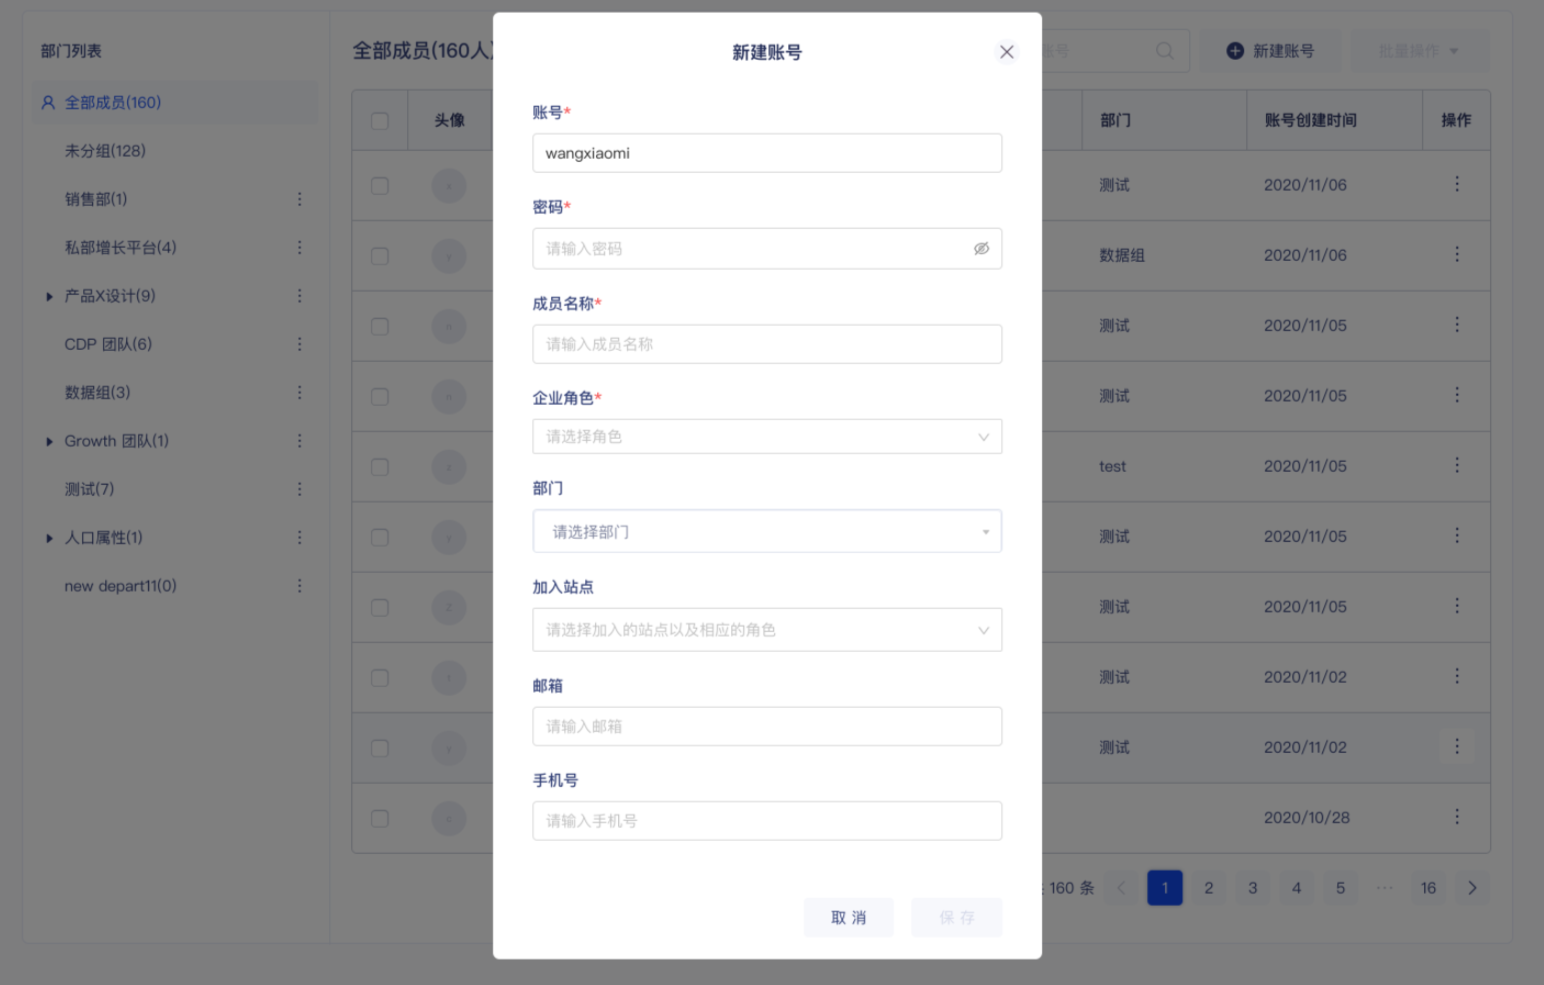 部门列表
全部成员(160)
未分组(128)
销售部(1)
私部增长平台(4)
产品X设计(9)
CDP 团队(6)
数据组(3)
Growth 团队(1)
测试(7)
人口属性(1)
new depart11(0)
全部成员(160人)
账号
新建账号
批量操作
头像
部门
账号创建时间
操作
测试 2020/11/06
数据组 2020/11/06
测试 2020/11/05
测试 2020/11/05
test 2020/11/05
测试 2020/11/05
测试 2020/11/05
测试 2020/11/02
测试 2020/11/02
2020/10/28
160 条
1 2 3 4 5 ··· 16
新建账号
账号*
wangxiaomi
密码*
请输入密码
成员名称*
请输入成员名称
企业角色*
请选择角色
部门
请选择部门
加入站点
请选择加入的站点以及相应的角色
邮箱
请输入邮箱
手机号
请输入手机号
取 消
保 存